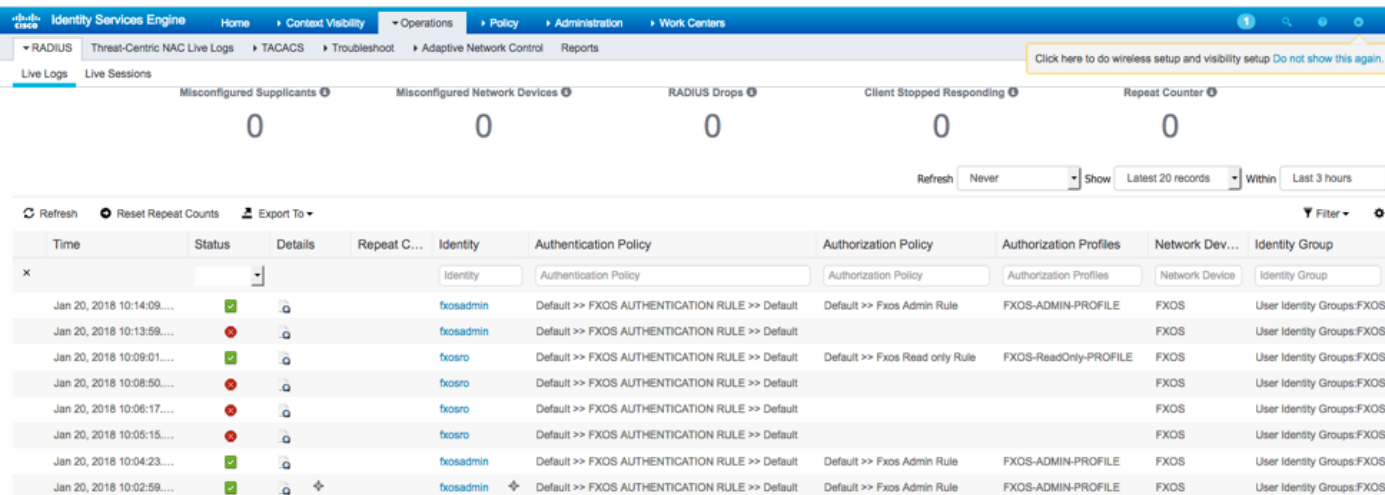 cisco Identity Services Engine Home Context Visibility Operations Policy Administration Work Centers 1
RADIUS Threat-Centric NAC Live Logs TACACS Troubleshoot Adaptive Network Control Reports
Click here to do wireless setup and visibility setup Do not show this again.
Live Logs Live Sessions
Misconfigured Supplicants Misconfigured Network Devices RADIUS Drops Client Stopped Responding Repeat Counter
0 0 0 0 0
Refresh Never Show Latest 20 records Within Last 3 hours
Refresh Reset Repeat Counts Export To Filter
Time Status Details Repeat C... Identity Authentication Policy Authorization Policy Authorization Profiles Network Dev... Identity Group
Identity Authentication Policy Authorization Policy Authorization Profiles Network Device Identity Group
Jan 20, 2018 10:14:09.... fxosadmin Default >> FXOS AUTHENTICATION RULE >> Default Default >> Fxos Admin Rule FXOS-ADMIN-PROFILE FXOS User Identity Groups:FXOS
Jan 20, 2018 10:13:59.... fxosadmin Default >> FXOS AUTHENTICATION RULE >> Default FXOS User Identity Groups:FXOS
Jan 20, 2018 10:09:01.... fxosro Default >> FXOS AUTHENTICATION RULE >> Default Default >> Fxos Read only Rule FXOS-ReadOnly-PROFILE FXOS User Identity Groups:FXOS
Jan 20, 2018 10:08:50.... fxosro Default >> FXOS AUTHENTICATION RULE >> Default FXOS User Identity Groups:FXOS
Jan 20, 2018 10:06:17.... fxosro Default >> FXOS AUTHENTICATION RULE >> Default FXOS User Identity Groups:FXOS
Jan 20, 2018 10:05:15.... fxosro Default >> FXOS AUTHENTICATION RULE >> Default FXOS User Identity Groups:FXOS
Jan 20, 2018 10:04:23.... fxosadmin Default >> FXOS AUTHENTICATION RULE >> Default Default >> Fxos Admin Rule FXOS-ADMIN-PROFILE FXOS User Identity Groups:FXOS
Jan 20, 2018 10:02:59.... fxosadmin Default >> FXOS AUTHENTICATION RULE >> Default Default >> Fxos Admin Rule FXOS-ADMIN-PROFILE FXOS User Identity Groups:FXOS